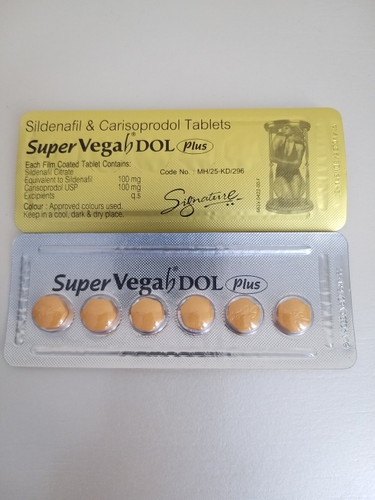 Sildenafil & Carisoprodol Tablets
Super Vegah DOL Plus
Each Film Coated Tablet Contains:
Sildenafil Citrate
Equivalent to Sildenafil 100 mg
Carisoprodol USP 100 mg
Excipients q.s
Colour : Approved colours used.
Keep in a cool, dark & dry place.
Code No. : MH/25-KD/296
Signature
Super Vegah DOL Plus